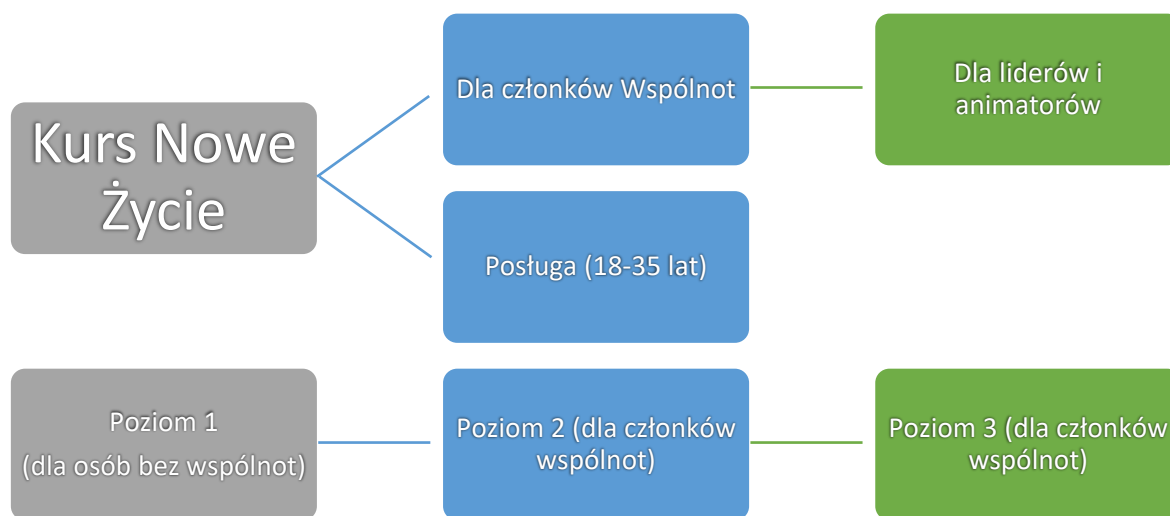 Kurs Nowe
Życie
Dla członków Wspólnot
Dla liderów i
animatorów
Posługa (18-35 lat)
Poziom 1
(dla osób bez wspólnot)
Poziom 2 (dla członków
wspólnot)
Poziom 3 (dla członków
wspólnot)